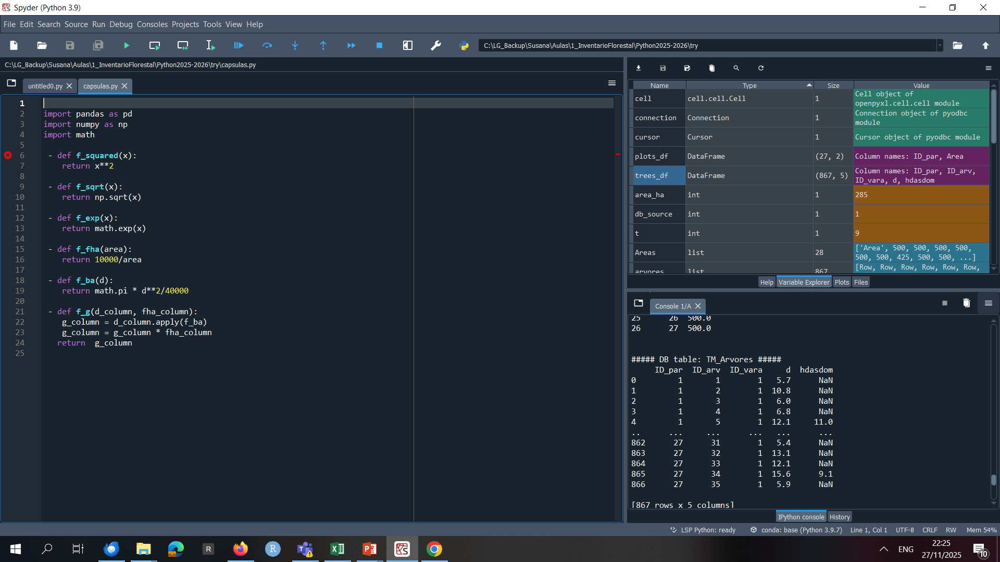 Spyder (Python 3.9)
File Edit Search Source Run Debug Consoles Projects Tools View Help
C:\LG_Backup\Susana\Aulas\1_InventarioFlorestal\Python2025-2026\try
C:\LG_Backup\Susana\Aulas\1_InventarioFlorestal\Python2025-2026\try\capsulas.py
untitled0.py
capsulas.py
1
2 import pandas as pd
3 import numpy as np
4 import math
5
6 - def f_squared(x):
7 return x**2
8
9 - def f_sqrt(x):
10 return np.sqrt(x)
11
12 - def f_exp(x):
13 return math.exp(x)
14
15 - def f_fha(area):
16 return 10000/area
17
18 - def f_ba(d):
19 return math.pi * d**2/40000
20
21 - def f_g(d_column, fha_column):
22 g_column = d_column.apply(f_ba)
23 g_column = g_column * fha_column
24 return g_column
25
Name Type Size Value
cell cell.cell.Cell 1 Cell object of
openpyxl.cell.cell module
connection Connection 1 Connection object of pyodbc
module
cursor Cursor 1 Cursor object of pyodbc module
plots_df DataFrame (27, 2) Column names: ID_par, Area
trees_df DataFrame (867, 5) Column names: ID_par, ID_arv,
ID_vara, d, hdasdom
area_ha int 1 285
db_source int 1 1
t int 1 9
Areas list 28 ['Area', 500, 500, 500, 500,
500, 500, 425, 500, 500, ...]
arvores list 867 [Row, Row, Row, Row, Row, Row,
Help Variable Explorer Plots Files
Console 1/A
25 26 500.0
26 27 500.0
##### DB table: TM_Arvores #####
ID_par ID_arv ID_vara d hdasdom
0 1 1 1 5.7 NaN
1 1 2 1 10.8 NaN
2 1 3 1 6.0 NaN
3 1 4 1 6.8 NaN
4 1 5 1 12.1 11.0
.. ... ... ... ... ...
862 27 31 1 5.4 NaN
863 27 32 1 13.1 NaN
864 27 33 1 12.1 NaN
865 27 34 1 15.6 9.1
866 27 35 1 5.9 NaN
[867 rows x 5 columns]
IPython console History
LSP Python: ready conda: base (Python 3.9.7) Line 1, Col 1 UTF-8 CRLF RW Mem 54%
R
R
T
X
P
ENG
22:25
27/11/2025
10